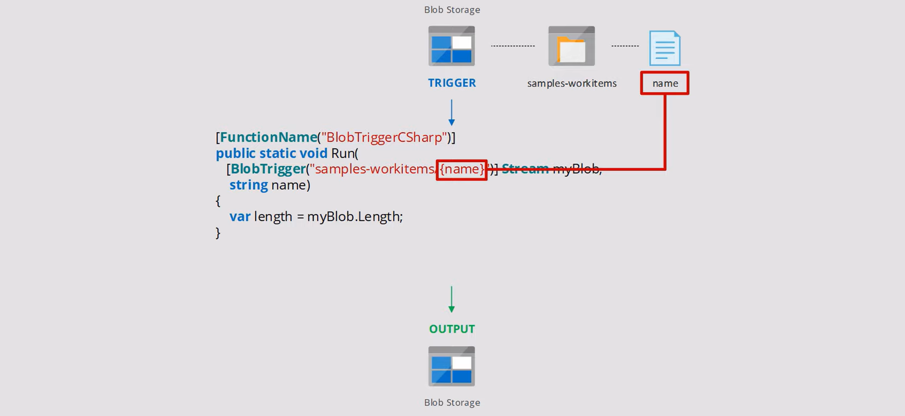 Blob Storage
TRIGGER
samples-workitems
name
[FunctionName("BlobTriggerCSharp")]
public static void Run(
[BlobTrigger("samples-workitems/{name}")] Stream myBlob,
string name)
{
var length = myBlob.Length;
}
OUTPUT
Blob Storage